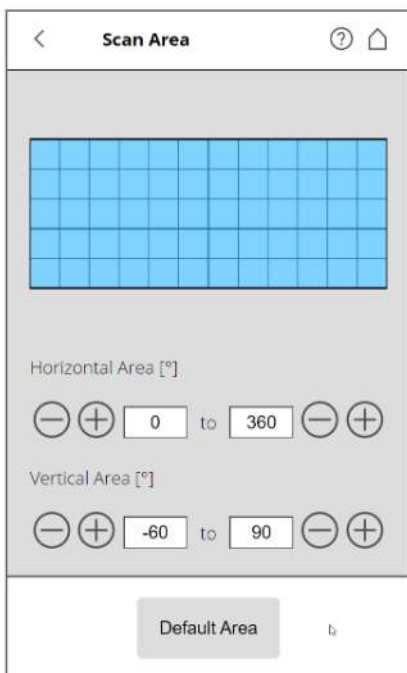 Scan Area
Horizontal Area [°]
0 to 360
Vertical Area [°]
-60 to 90
Default Area